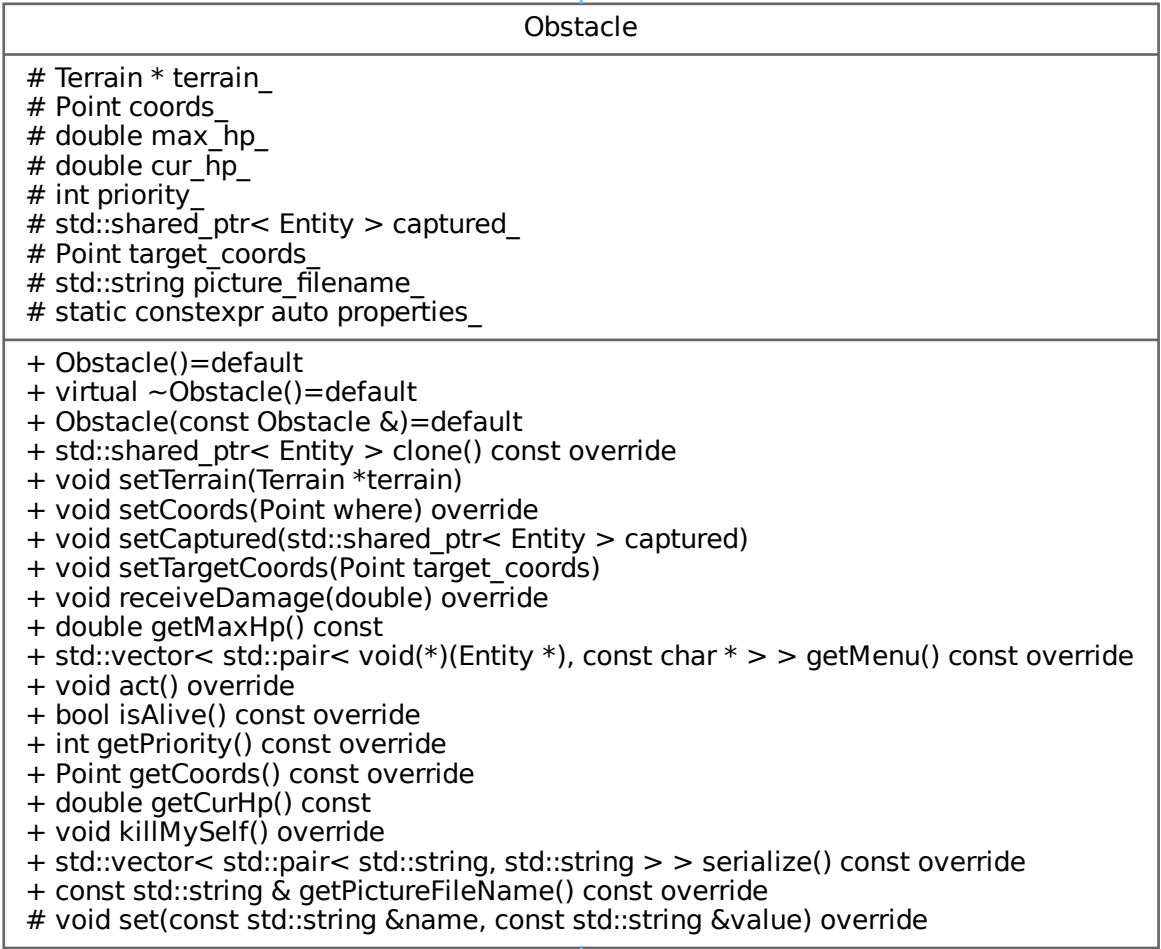 Obstacle
# Terrain * terrain_
# Point coords_
# double max_hp_
# double cur_hp_
# int priority_
# std::shared_ptr< Entity > captured_
# Point target_coords_
# std::string picture_filename_
# static constexpr auto properties_
+ Obstacle()=default
+ virtual ~Obstacle()=default
+ Obstacle(const Obstacle &)=default
+ std::shared_ptr< Entity > clone() const override
+ void setTerrain(Terrain *terrain)
+ void setCoords(Point where) override
+ void setCaptured(std::shared_ptr< Entity > captured)
+ void setTargetCoords(Point target_coords)
+ void receiveDamage(double) override
+ double getMaxHp() const
+ std::vector< std::pair< void(*)(Entity *), const char * > > getMenu() const override
+ void act() override
+ bool isAlive() const override
+ int getPriority() const override
+ Point getCoords() const override
+ double getCurHp() const
+ void killMySelf() override
+ std::vector< std::pair< std::string, std::string > > serialize() const override
+ const std::string & getPictureFileName() const override
# void set(const std::string &name, const std::string &value) override